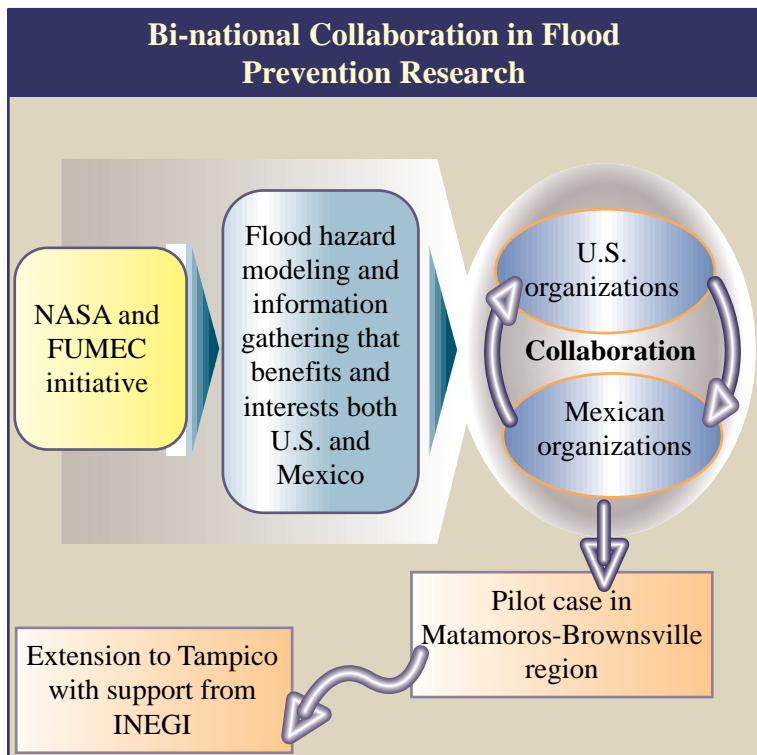 Bi-national Collaboration in Flood
Prevention Research
NASA and
FUMEC
initiative
Flood hazard
modeling and
information
gathering that
benefits and
interests both
U.S. and
Mexico
U.S.
organizations
Collaboration
Mexican
organizations
Pilot case in
Matamoros-Brownsville
region
Extension to Tampico
with support from
INEGI